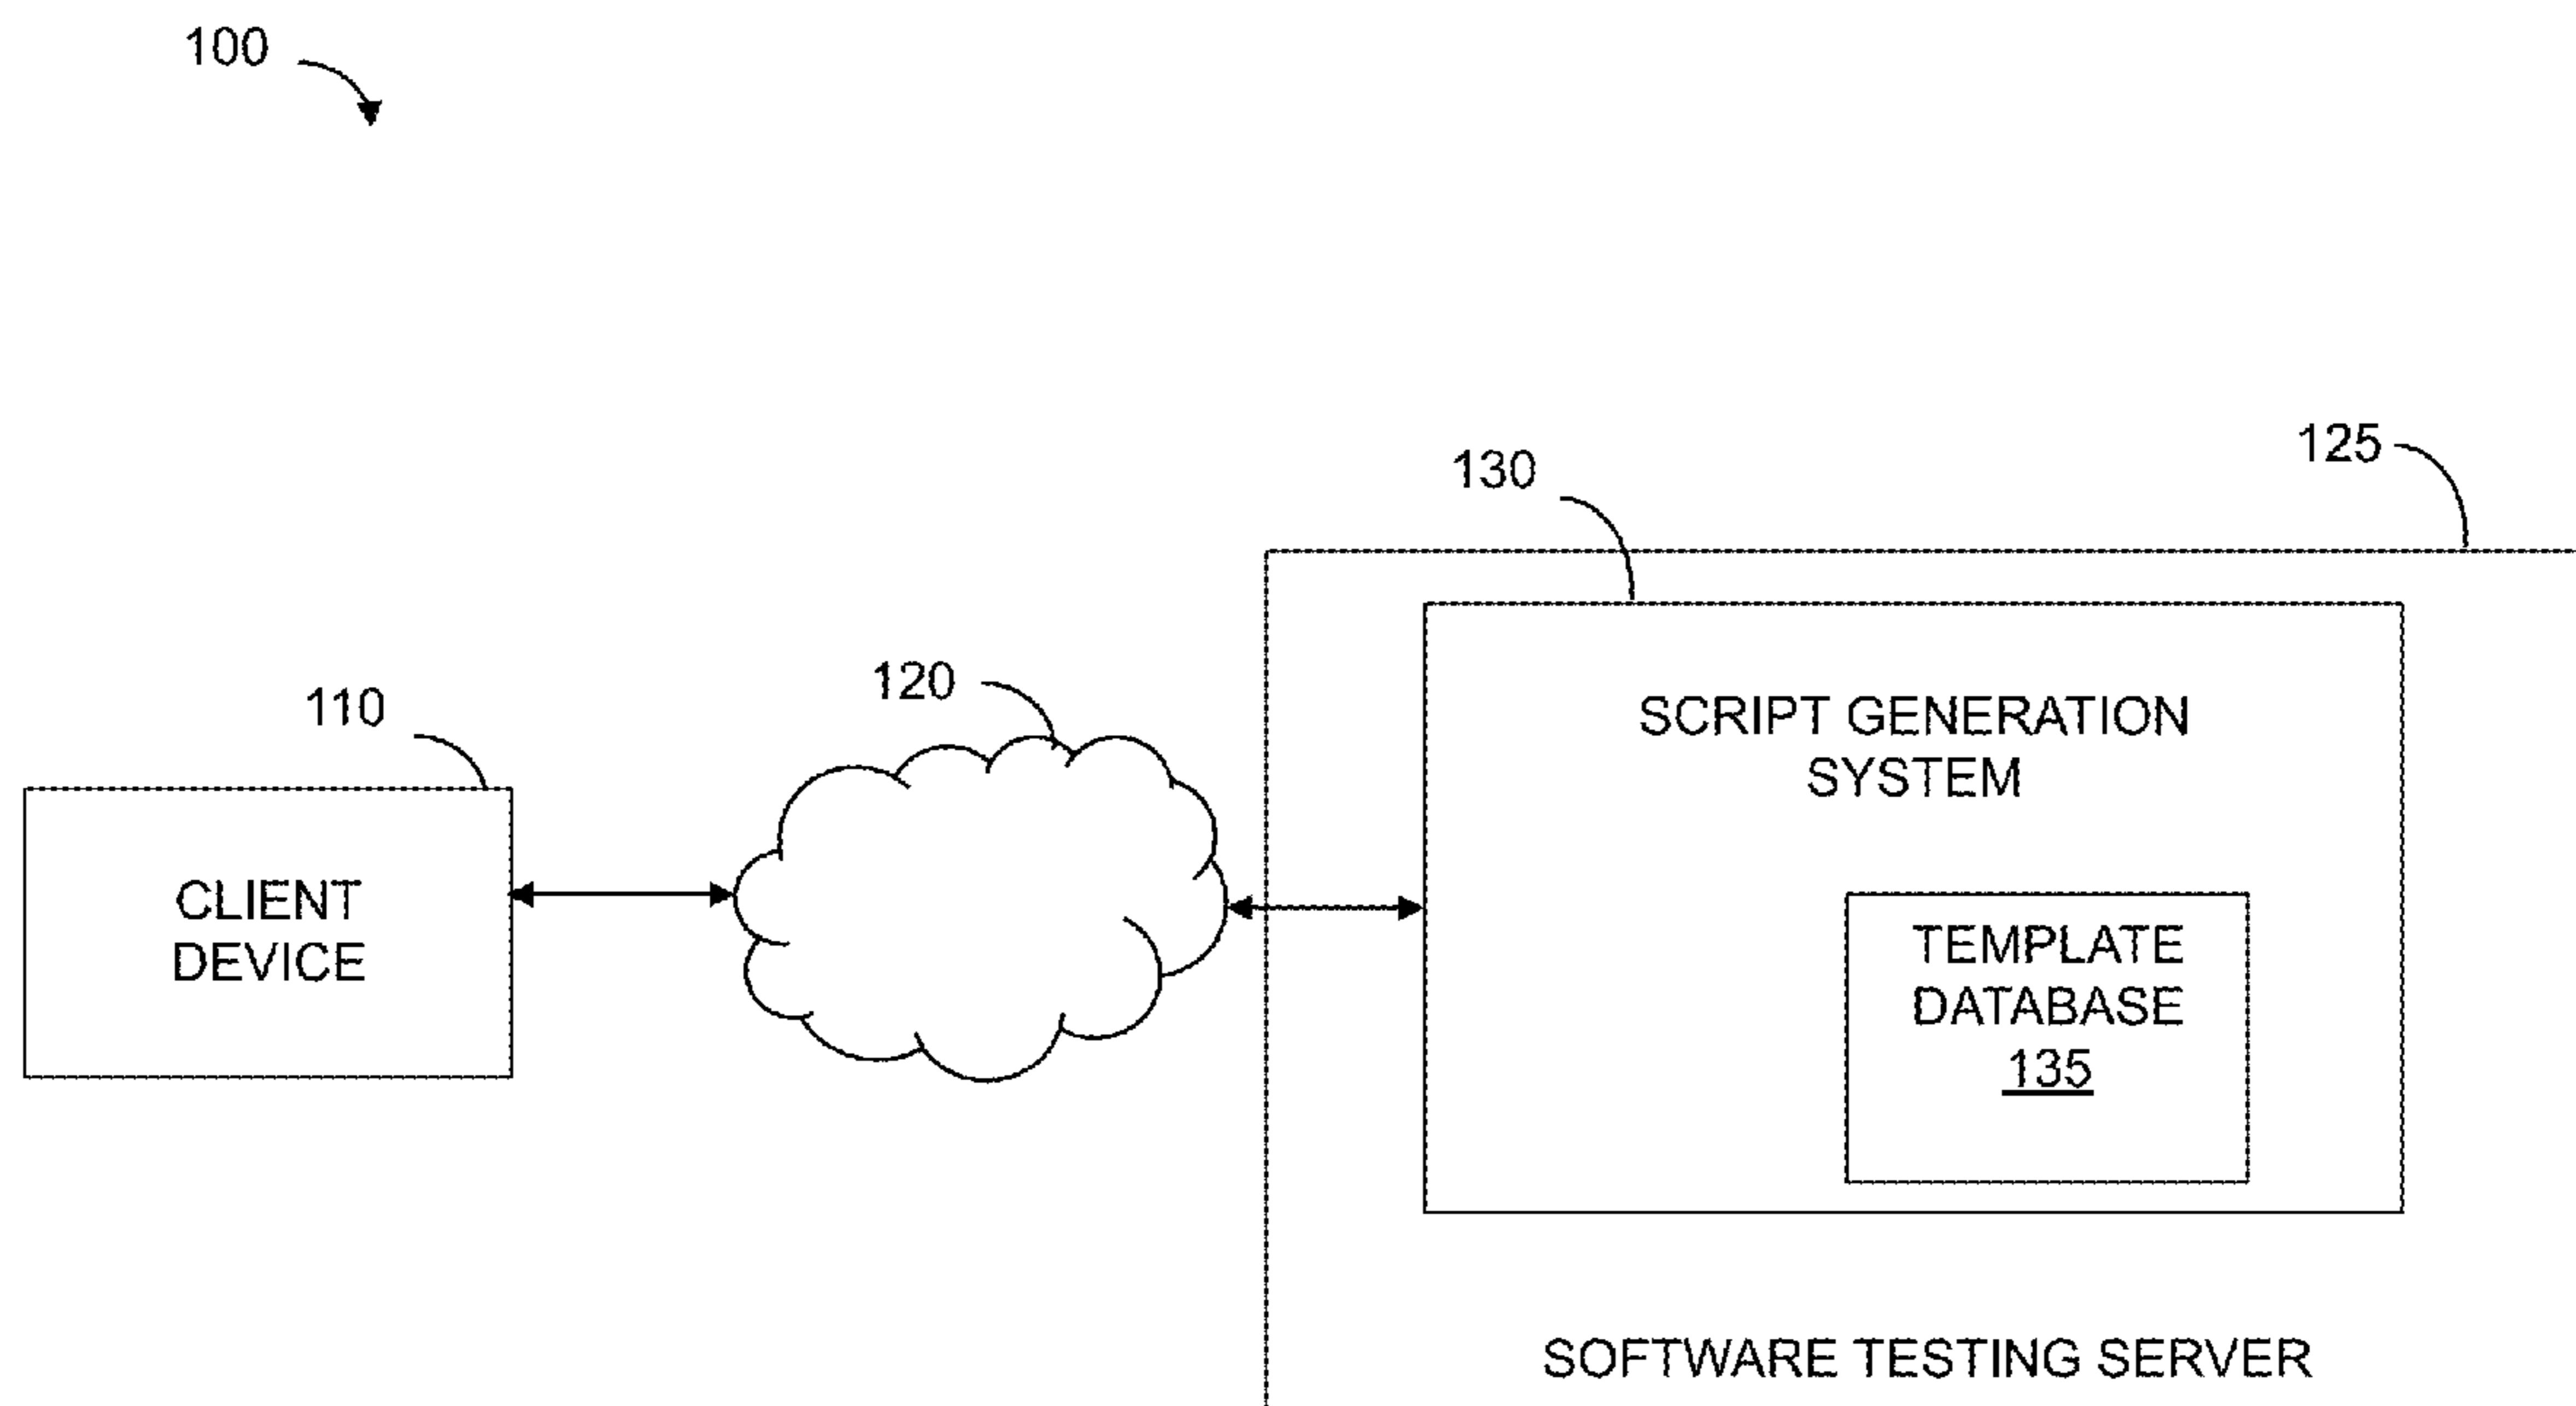 100
125
130
120
110
SCRIPT GENERATION
SYSTEM
CLIENT
DEVICE
TEMPLATE
DATABASE
135
SOFTWARE TESTING SERVER